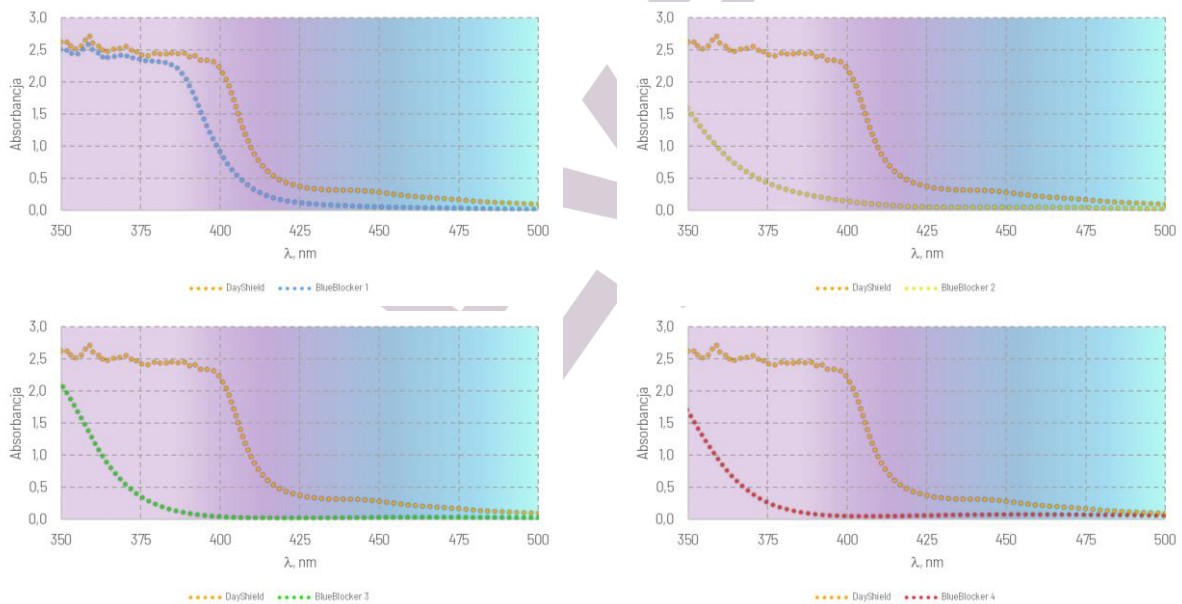 3,0
2,5
2,0
1,5
1,0
0,5
0,0
Absorbancja
350 375 400 425 450 475 500
λ, nm
DayShield BlueBlocker 1
3,0
2,5
2,0
1,5
1,0
0,5
0,0
Absorbancja
350 375 400 425 450 475 500
λ, nm
DayShield BlueBlocker 2
3,0
2,5
2,0
1,5
1,0
0,5
0,0
Absorbancja
350 375 400 425 450 475 500
λ, nm
DayShield BlueBlocker 3
3,0
2,5
2,0
1,5
1,0
0,5
0,0
Absorbancja
350 375 400 425 450 475 500
λ, nm
DayShield BlueBlocker 4